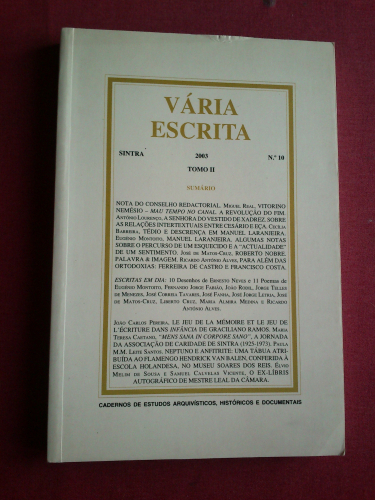 VÁRIA
ESCRITA
SINTRA 2003 N.º 10
TOMO II
SUMÁRIO
NOTA DO CONSELHO REDACTORIAL. MIGUEL REAL, VITORINO
NEMÉSIO – MAU TEMPO NO CANAL. A REVOLUÇÃO DO FIM.
ANTÓNIO LOURENÇO, A SENHORA DO VESTIDO DE XADREZ, SOBRE
AS RELAÇÕES INTERTEXTUAIS ENTRE CESÁRIO E EÇA. CECÍLIA
BARREIRA, TÉDIO E DESCRENÇA EM MANUEL LARANJEIRA.
EUGÉNIO MONTOITO, MANUEL LARANJEIRA. ALGUMAS NOTAS
SOBRE O PERCURSO DE UM ESQUECIDO E A "ACTUALIDADE"
DE UM SENTIMENTO. JOSÉ DE MATOS-CRUZ, ROBERTO NOBRE.
PALAVRA & IMAGEM. RICARDO ANTÓNIO ALVES, PARA ALÉM DAS
ORTODOXIAS: FERREIRA DE CASTRO E FRANCISCO COSTA.
ESCRITAS EM DIA: 10 Desenhos de ERNESTO NEVES e 11 Poemas de
EUGÉNIO MONTOITO, FERNANDO JORGE FABIÃO, JOÃO RODIL, JORGE TELLES
DE MENEZES, JOSÉ CORREIA TAVARES, JOSÉ FANHA, JOSÉ JORGE LETRIA, JOSÉ
DE MATOS-CRUZ, LIBERTO CRUZ, MARIA ALMIRA MEDINA e RICARDO
ANTÓNIO ALVES.
JOÃO CARLOS PEREIRA, LE JEU DE LA MÉMOIRE ET LE JEU DE
L'ÉCRITURE DANS INFÂNCIA DE GRACILIANO RAMOS. MARIA
TERESA CAETANO, "MENS SANA IN CORPORE SANO", A JORNADA
DA ASSOCIAÇÃO DE CARIDADE DE SINTRA (1925-1973). PAULA
M.M. LEITE SANTOS. NEPTUNO E ANFITRITE: UMA TÁBUA ATRI-
BUÍDA AO FLAMENGO HENDRICK VAN BALEN, CONFERIDA À
ESCOLA HOLANDESA, NO MUSEU SOARES DOS REIS. ÉLVIO
MELIM DE SOUSA e SAMUEL CALVELAS VICENTE, O EX-LÍBRIS
AUTOGRÁFICO DE MESTRE LEAL DA CÂMARA.
CADERNOS DE ESTUDOS ARQUIVÍSTICOS, HISTÓRICOS E DOCUMENTAIS